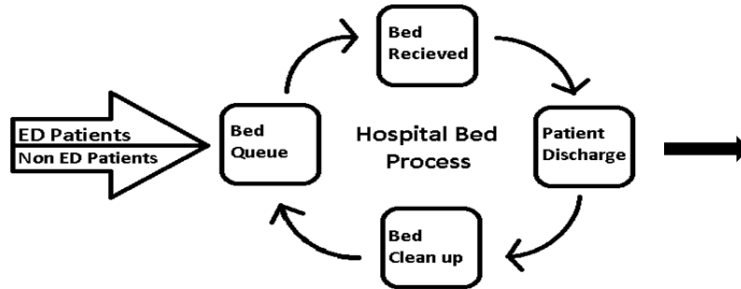 Bed
Recieved
ED Patients
Non ED Patients
Bed
Queue
Hospital Bed
Process
Patient
Discharge
Bed
Clean up